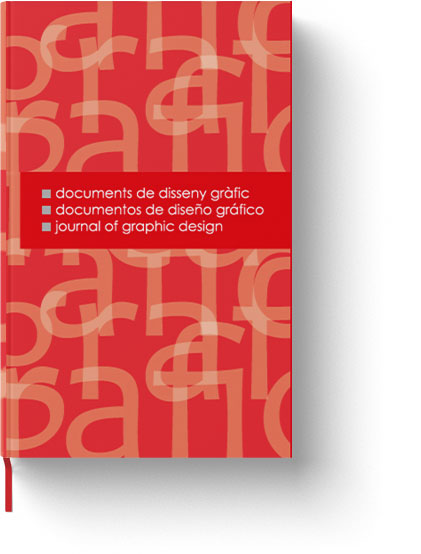 documents de disseny gràfic
documentos de diseño gráfico
journal of graphic design